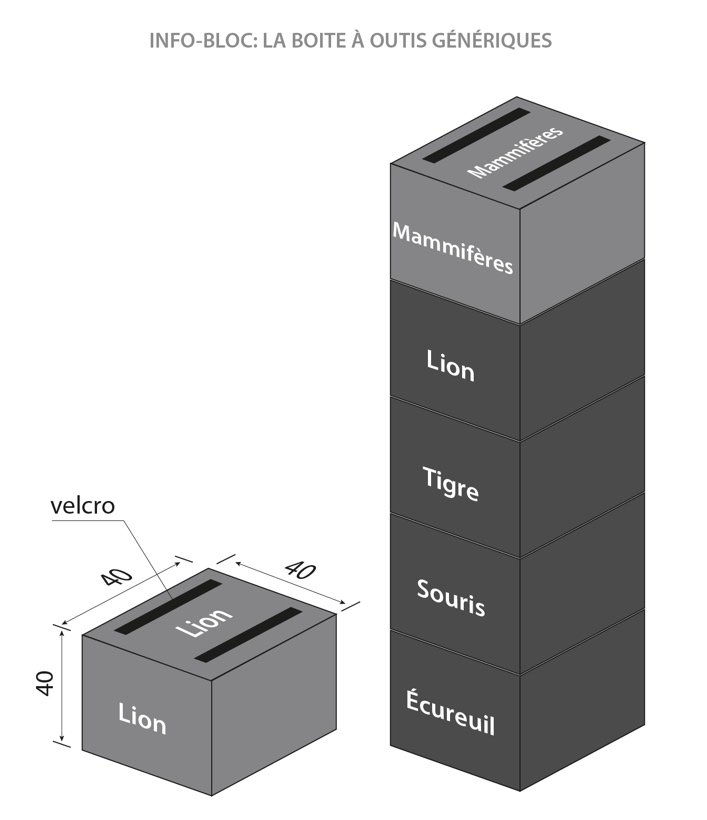 INFO-BLOC: LA BOITE À OUTIS GÉNÉRIQUES
Mammifères
Mammifères
Lion
Tigre
Souris
Écureuil
velcro
40
40
40
Lion
Lion